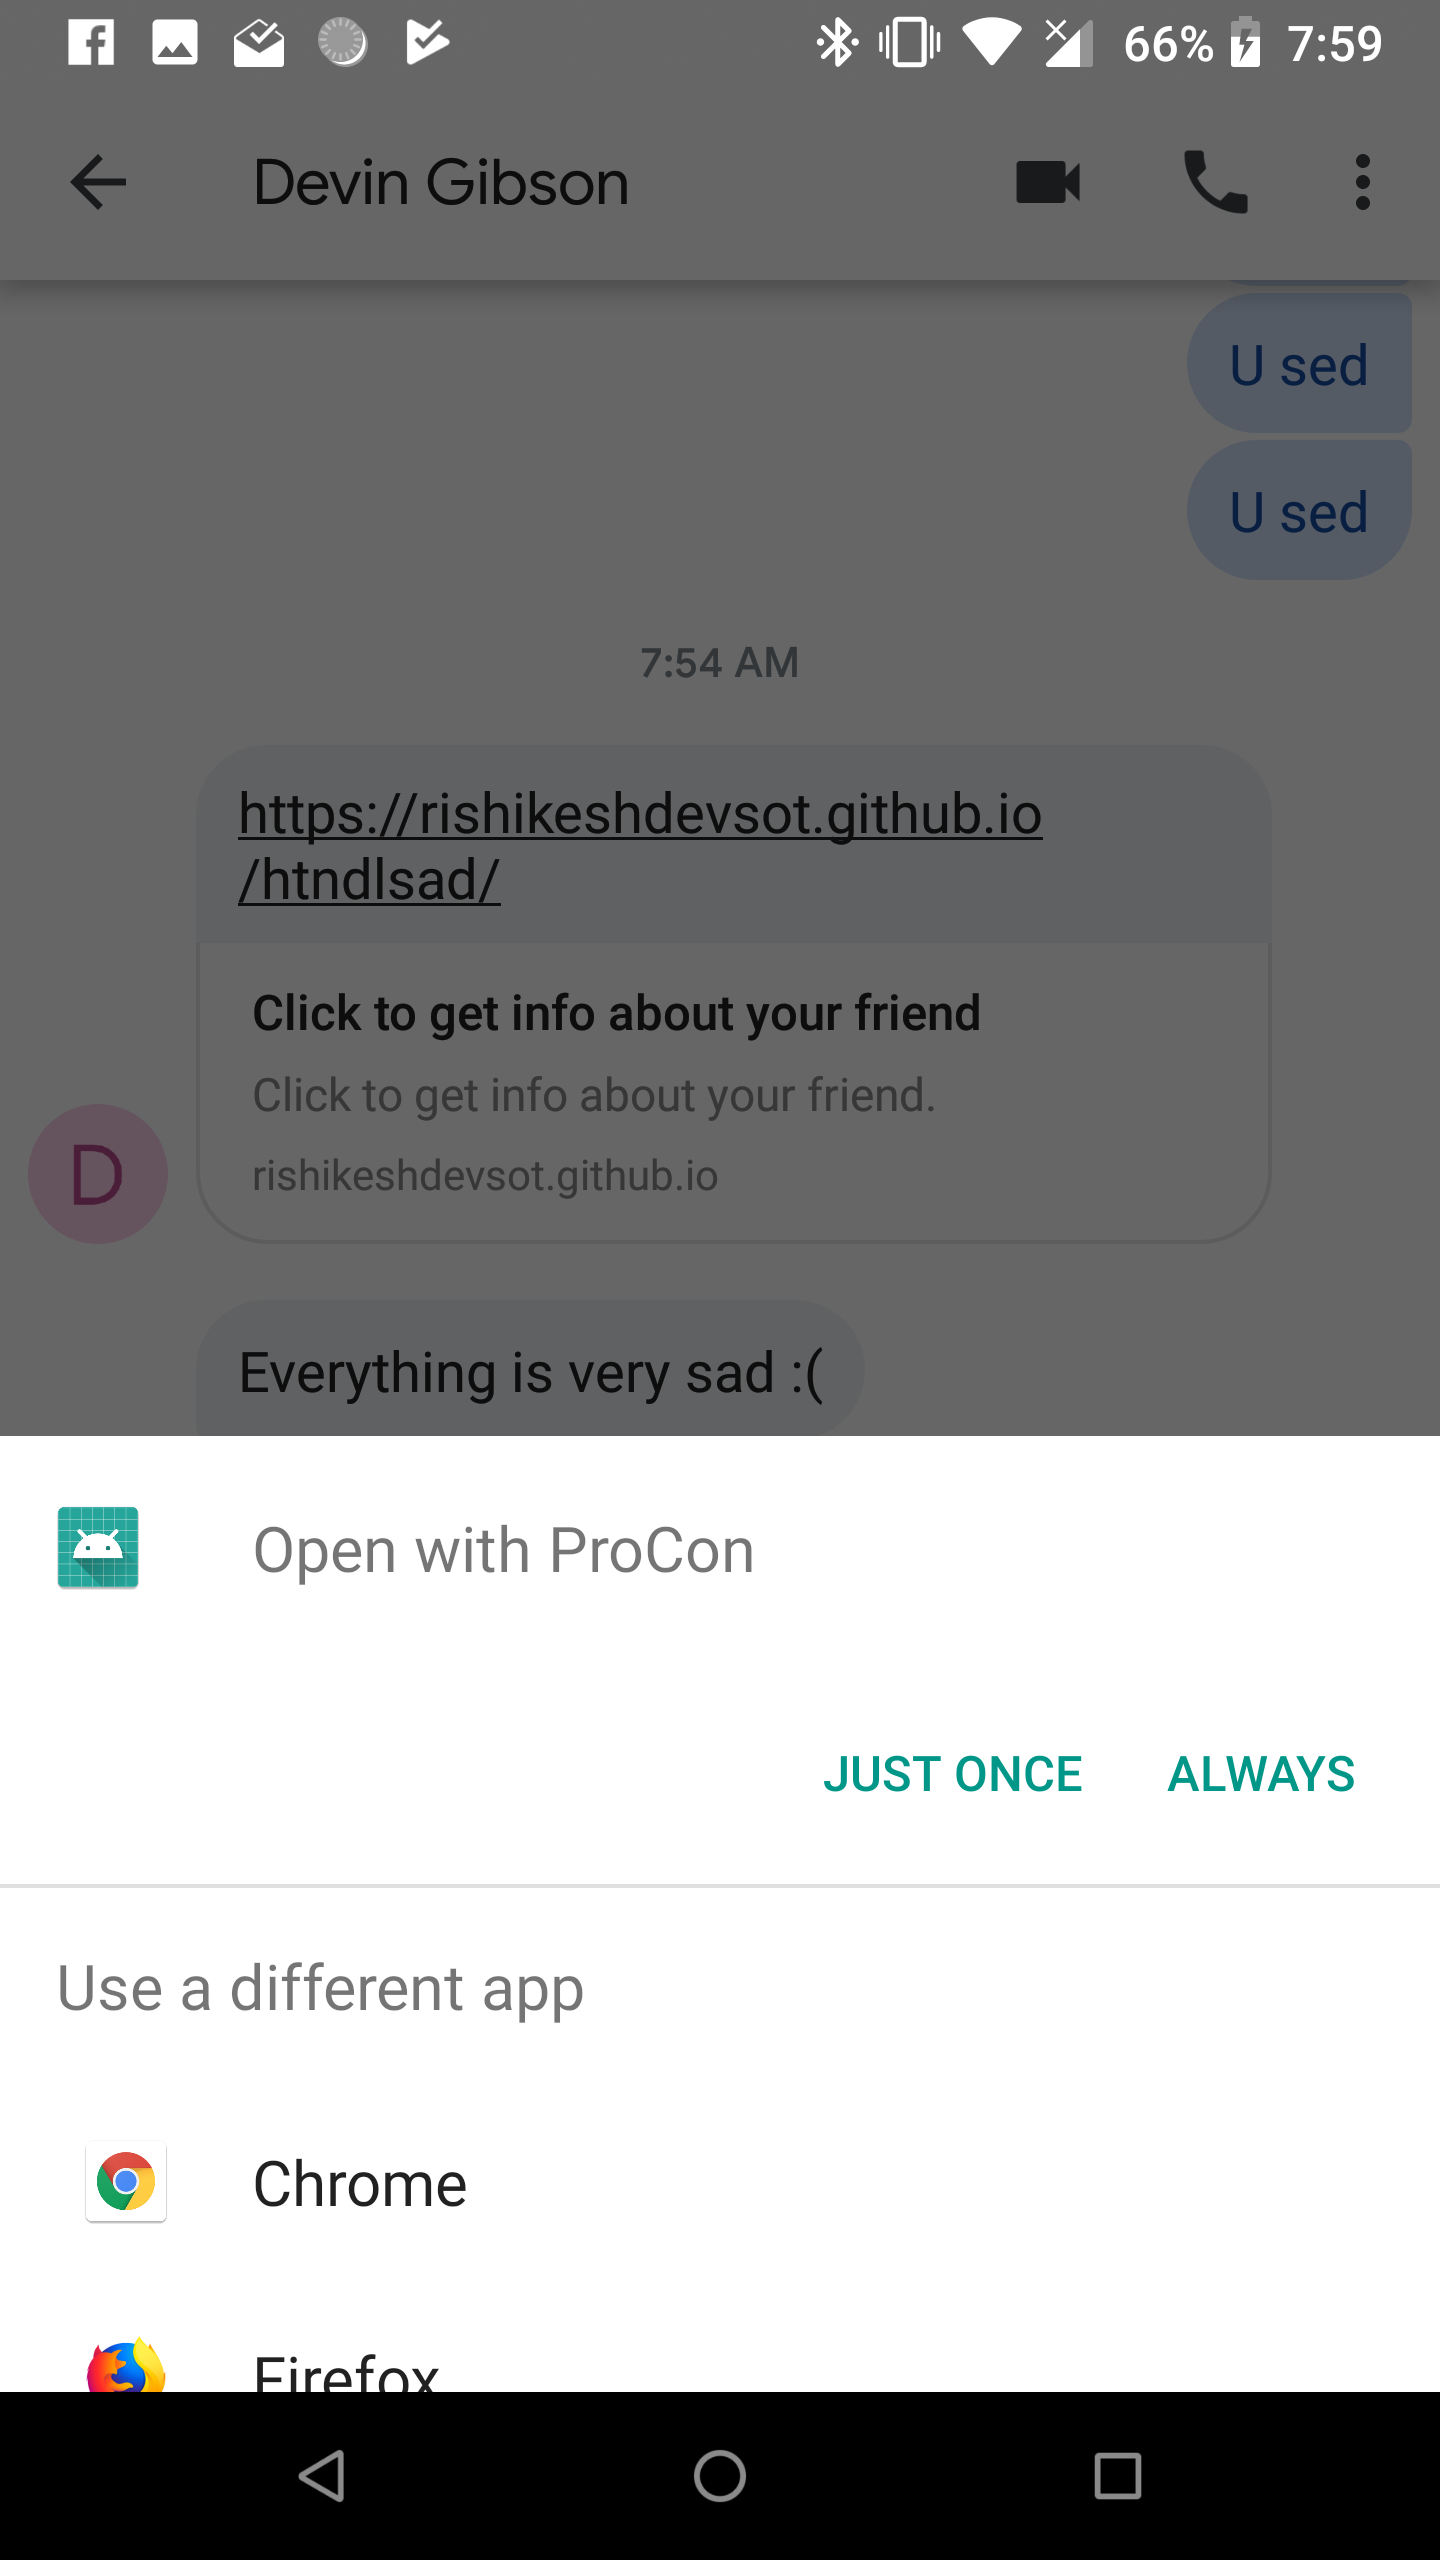 66% 7:59
Devin Gibson
U sed
U sed
7:54 AM
https://rishikeshdevsot.github.io
/htndlsad/
Click to get info about your friend
Click to get info about your friend.
rishikeshdevsot.github.io
D
Everything is very sad :(
Open with ProCon
JUST ONCE ALWAYS
Use a different app
Chrome
Firefox